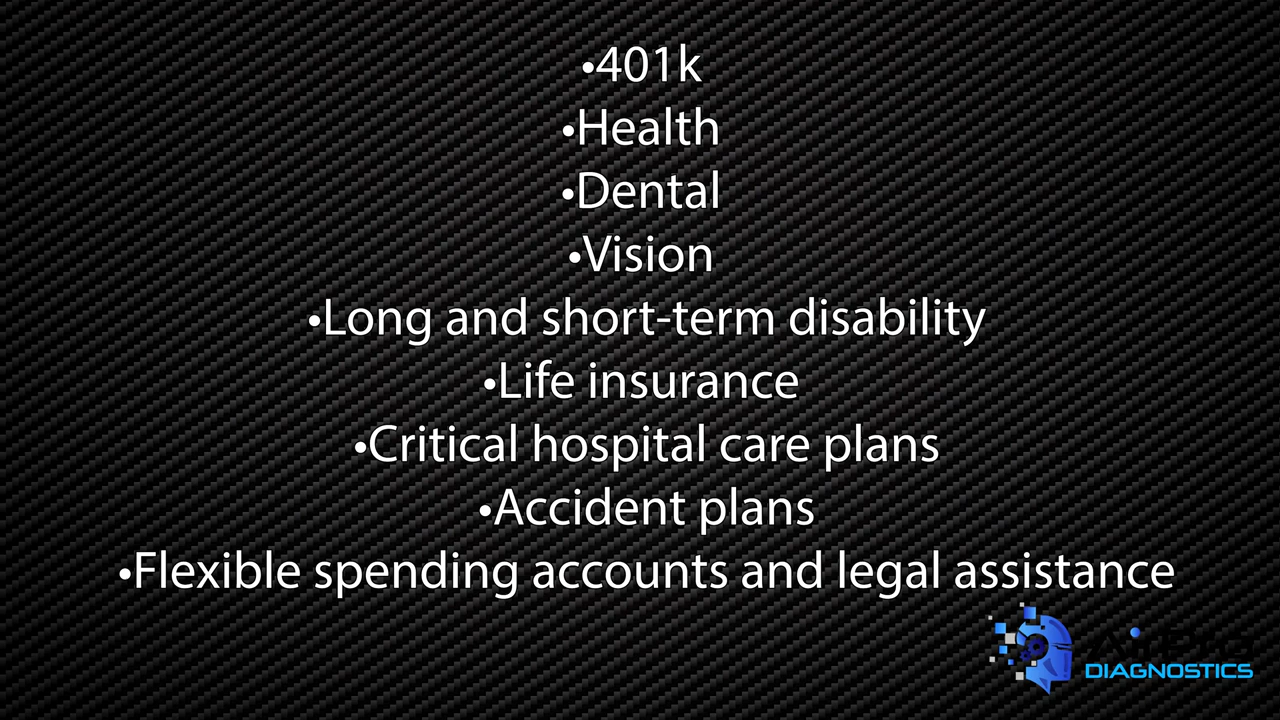 •401k
•Health
•Dental
•Vision
•Long and short-term disability
•Life insurance
•Critical hospital care plans
•Accident plans
•Flexible spending accounts and legal assistance
DIAGNOSTICS